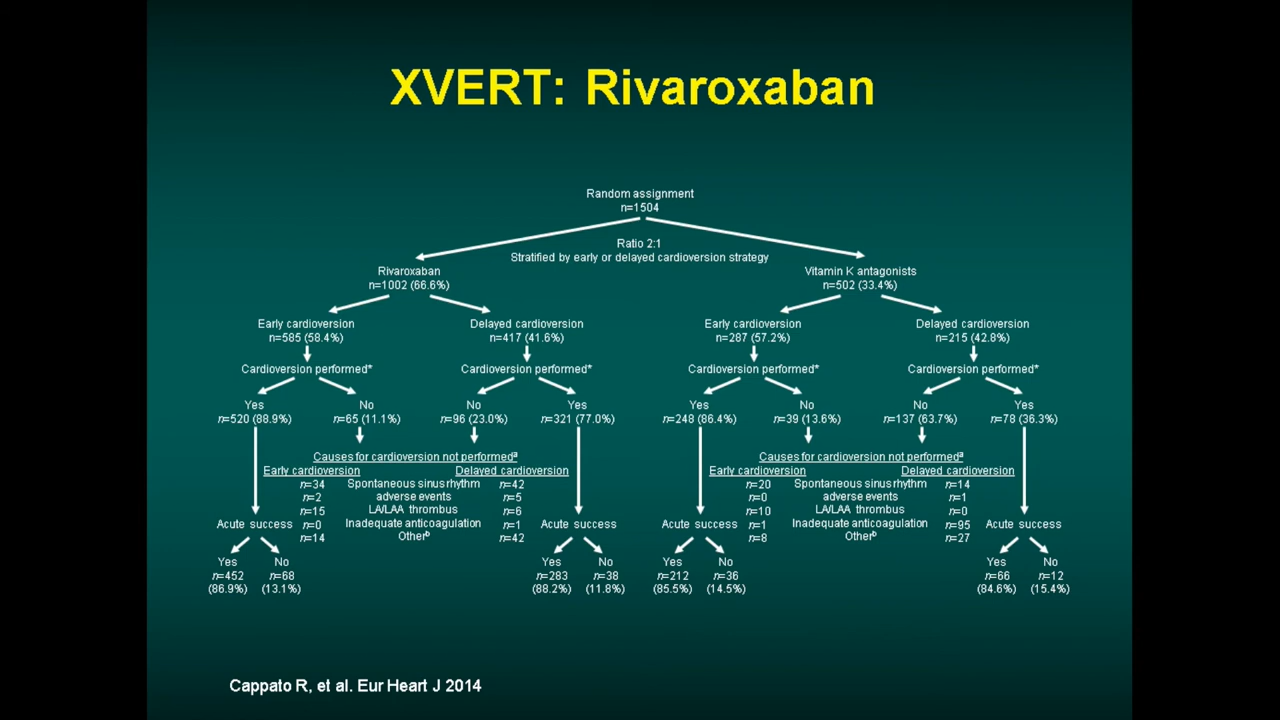 XVERT: Rivaroxaban
Random assignment
n=1504
Ratio 2:1
Stratified by early or delayed cardioversion strategy
Rivaroxaban
n=1002 (66.6%)
Vitamin K antagonists
n=502 (33.4%)
Early cardioversion
n=585 (58.4%)
Delayed cardioversion
n=417 (41.6%)
Early cardioversion
n=287 (57.2%)
Delayed cardioversion
n=215 (42.8%)
Cardioversion performed*
Cardioversion performed*
Cardioversion performed*
Cardioversion performed*
Yes
n=520 (88.9%)
No
n=65 (11.1%)
No
n=96 (23.0%)
Yes
n=321 (77.0%)
Yes
n=248 (86.4%)
No
n=39 (13.6%)
No
n=137 (63.7%)
Yes
n=78 (36.3%)
Causes for cardioversion not performedª
Early cardioversion Delayed cardioversion
n=34 Spontaneous sinus rhythm n=42
n=2 adverse events n=5
n=15 LA/LAA thrombus n=6
n=0 Inadequate anticoagulation n=1
n=14 Otherᵇ n=42
Causes for cardioversion not performedª
Early cardioversion Delayed cardioversion
n=20 Spontaneous sinus rhythm n=14
n=0 adverse events n=1
n=10 LA/LAA thrombus n=0
n=1 Inadequate anticoagulation n=95
n=8 Otherᵇ n=27
Acute success
Acute success
Acute success
Acute success
Yes
n=452
(86.9%)
No
n=68
(13.1%)
Yes
n=283
(88.2%)
No
n=38
(11.8%)
Yes
n=212
(85.5%)
No
n=36
(14.5%)
Yes
n=66
(84.6%)
No
n=12
(15.4%)
Cappato R, et al. Eur Heart J 2014